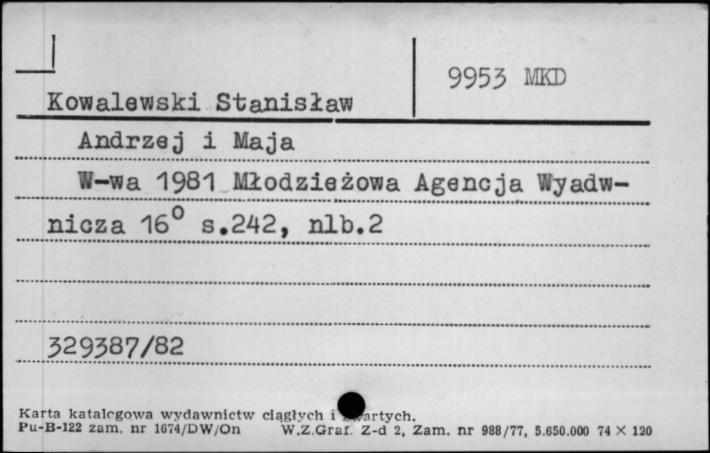 9953 MKD
Kowalewski Stanisław
Andrzej i Maja
W-wa 1981 Młodzieżowa Agencja Wyadw-
nicza 16⁰ s.242, nlb.2
329387/82
Karta katalogowa wydawnictw ciągłych i zwartych.
Pu-B-122 zam. nr 1674/DW/On W.Z.Graf. Z-d 2, Zam. nr 988/77, 5.650.000 74 × 120